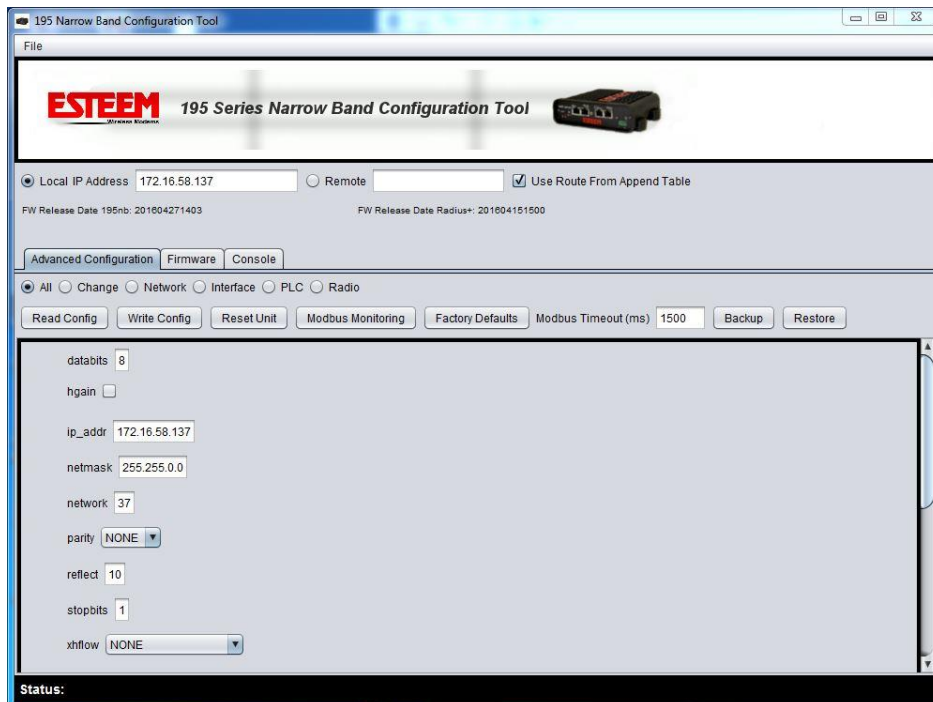 195 Narrow Band Configuration Tool
File
ESTEEM
Wireless Modems
195 Series Narrow Band Configuration Tool
Local IP Address 172.16.58.137 Remote Use Route From Append Table
FW Release Date 195nb: 201604271403 FW Release Date Radius+: 201604151500
Advanced Configuration Firmware Console
All Change Network Interface PLC Radio
Read Config Write Config Reset Unit Modbus Monitoring Factory Defaults Modbus Timeout (ms) 1500 Backup Restore
databits 8
hgain
ip_addr 172.16.58.137
netmask 255.255.0.0
network 37
parity NONE
reflect 10
stopbits 1
xhflow NONE
Status: